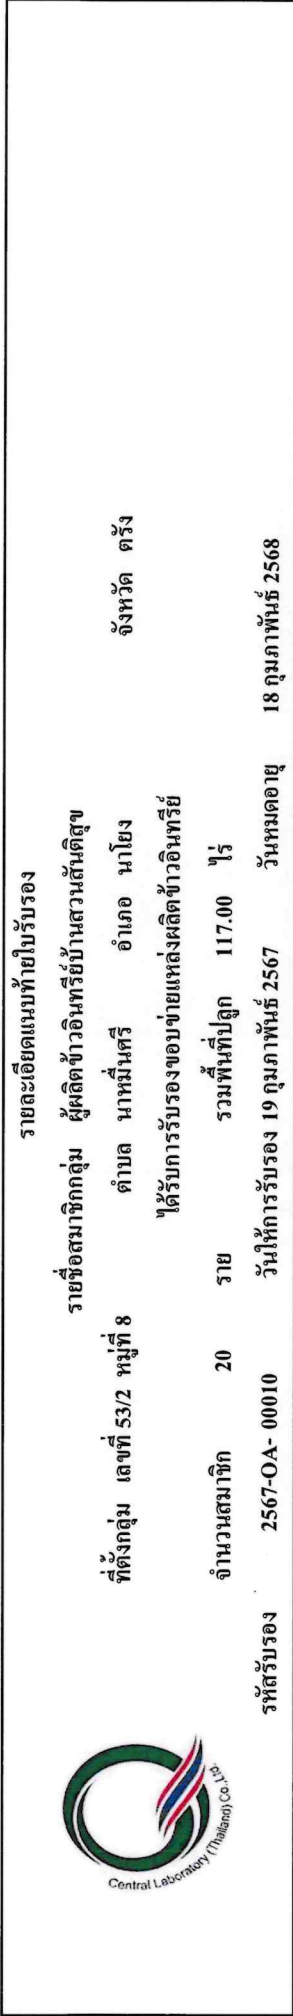 รายละเอียดแนบท้ายใบรับรอง
รายชื่อสมาชิกกลุ่ม ผู้ผลิตข้าวอินทรีย์บ้านสวนสันติสุข
ที่ตั้งกลุ่ม เลขที่ 53/2 หมู่ที่ 8 ตำบล นาหมื่นศรี อำเภอ นาโยง จังหวัด ตรัง
ได้รับการรับรองขอบข่ายแหล่งผลิตข้าวอินทรีย์
จำนวนสมาชิก 20 ราย รวมพื้นที่ปลูก 117.00 ไร่
รหัสรับรอง 2567-OA- 00010 วันให้การรับรอง 19 กุมภาพันธ์ 2567 วันหมดอายุ 18 กุมภาพันธ์ 2568
Central Laboratory (Thailand) Co.,Ltd.